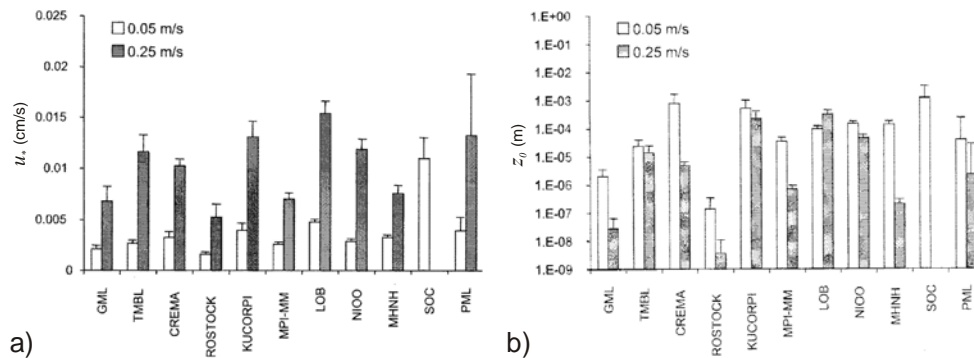 0.05 m/s
0.25 m/s
u* (cm/s)
0.025
0.02
0.015
0.01
0.005
0
GML
TMBL
CREMA
ROSTOCK
KUCORPI
MPI-MM
LOB
NIOO
MHNH
SOC
PML
a)
0.05 m/s
0.25 m/s
z0 (m)
1.E+00
1.E-01
1.E-02
1.E-03
1.E-04
1.E-05
1.E-06
1.E-07
1.E-08
1.E-09
GML
TMBL
CREMA
ROSTOCK
KUCORPI
MPI-MM
LOB
NIOO
MHNH
SOC
PML
b)